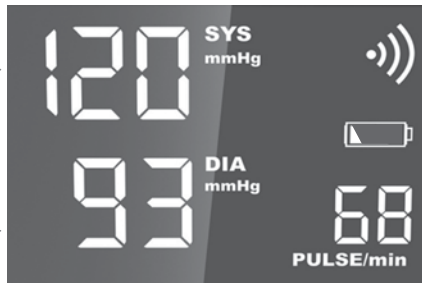 120 SYS
mmHg
93 DIA
mmHg
68
PULSE/min